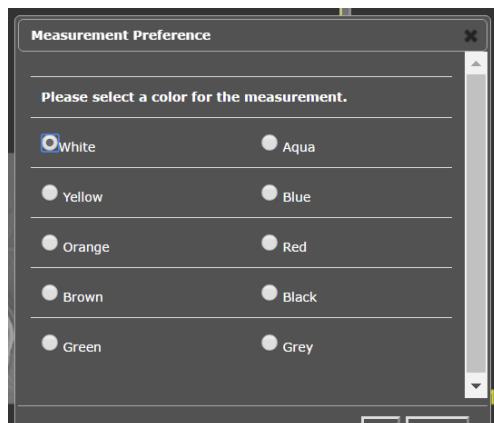 Measurement Preference
Please select a color for the measurement.
White Aqua
Yellow Blue
Orange Red
Brown Black
Green Grey